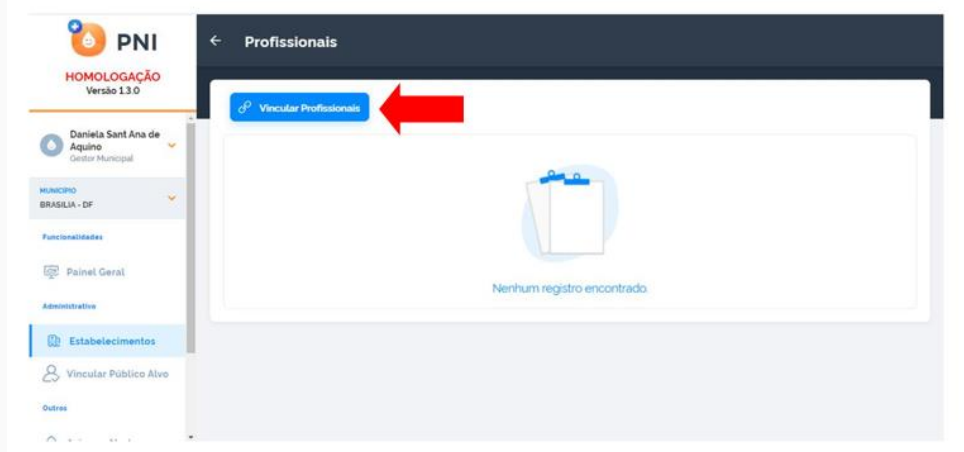 PNI
HOMOLOGAÇÃO
Versão 1.3.0
Daniela Sant Ana de
Aquino
Gestor Municipal
MUNICÍPIO
BRASILIA - DF
Funcionalidades
Painel Geral
Administrativo
Estabelecimentos
Vincular Público Alvo
Outros
Profissionais
Vincular Profissionais
Nenhum registro encontrado.